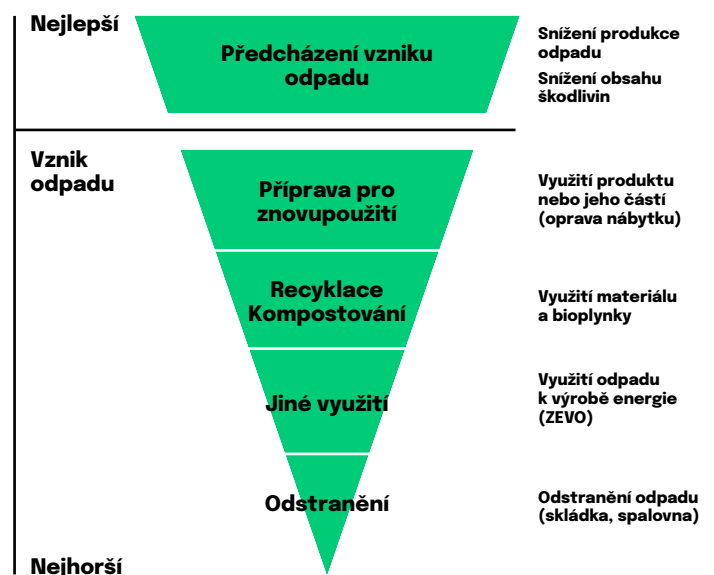 Nejlepší
Předcházení vzniku
odpadu
Snížení produkce
odpadu
Snížení obsahu
škodlivin
Vznik
odpadu
Příprava pro
znovupoužití
Využití produktu
nebo jeho částí
(oprava nábytku)
Recyklace
Kompostování
Využití materiálu
a bioplynky
Jiné využití
Využití odpadu
k výrobě energie
(ZEVO)
Odstranění
Odstranění odpadu
(skládka, spalovna)
Nejhorší